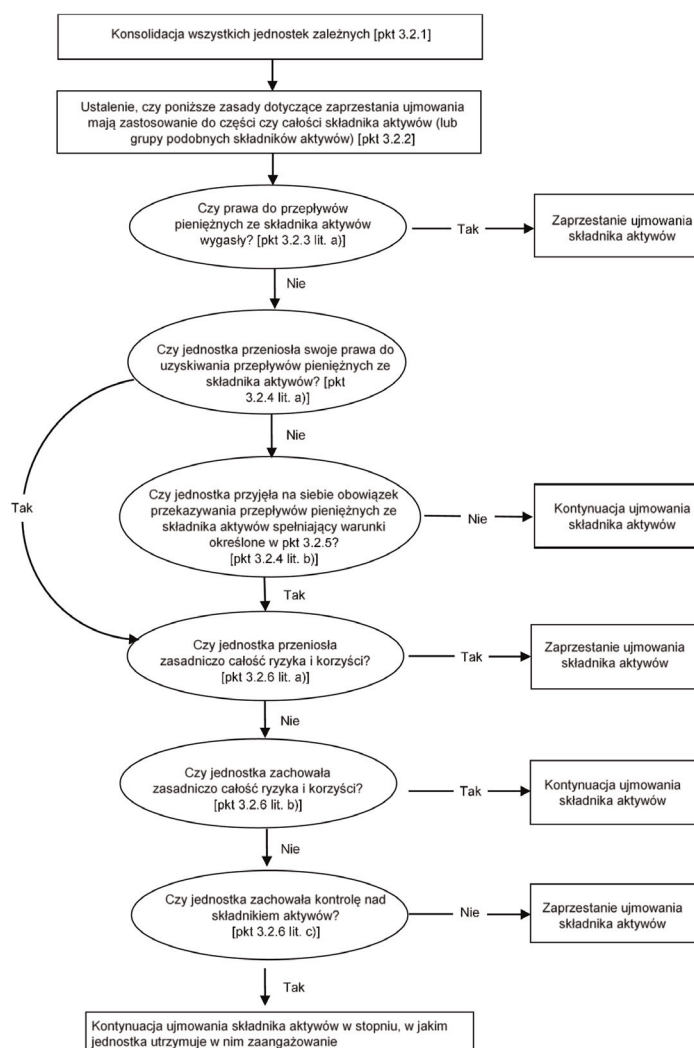 Konsolidacja wszystkich jednostek zależnych [pkt 3.2.1]
Ustalenie, czy poniższe zasady dotyczące zaprzestania ujmowania
mają zastosowanie do części czy całości składnika aktywów (lub
grupy podobnych składników aktywów) [pkt 3.2.2]
Czy prawa do przepływów
pieniężnych ze składnika aktywów
wygasły? [pkt 3.2.3 lit. a)]
Tak
Zaprzestanie ujmowania
składnika aktywów
Nie
Czy jednostka przeniosła swoje prawa do
uzyskiwania przepływów pieniężnych ze
składnika aktywów? [pkt
3.2.4 lit. a)]
Nie
Tak
Czy jednostka przyjęła na siebie obowiązek
przekazywania przepływów pieniężnych ze
składnika aktywów spełniający warunki
określone w pkt 3.2.5?
[pkt 3.2.4 lit. b)]
Nie
Kontynuacja ujmowania
składnika aktywów
Tak
Czy jednostka przeniosła
zasadniczo całość ryzyka i korzyści?
[pkt 3.2.6 lit. a)]
Tak
Zaprzestanie ujmowania
składnika aktywów
Nie
Czy jednostka zachowała
zasadniczo całość ryzyka i korzyści?
[pkt 3.2.6 lit. b)]
Tak
Kontynuacja ujmowania
składnika aktywów
Nie
Czy jednostka zachowała kontrolę nad
składnikiem aktywów?
[pkt 3.2.6 lit. c)]
Nie
Zaprzestanie ujmowania
składnika aktywów
Tak
Kontynuacja ujmowania składnika aktywów w stopniu, w jakim
jednostka utrzymuje w nim zaangażowanie